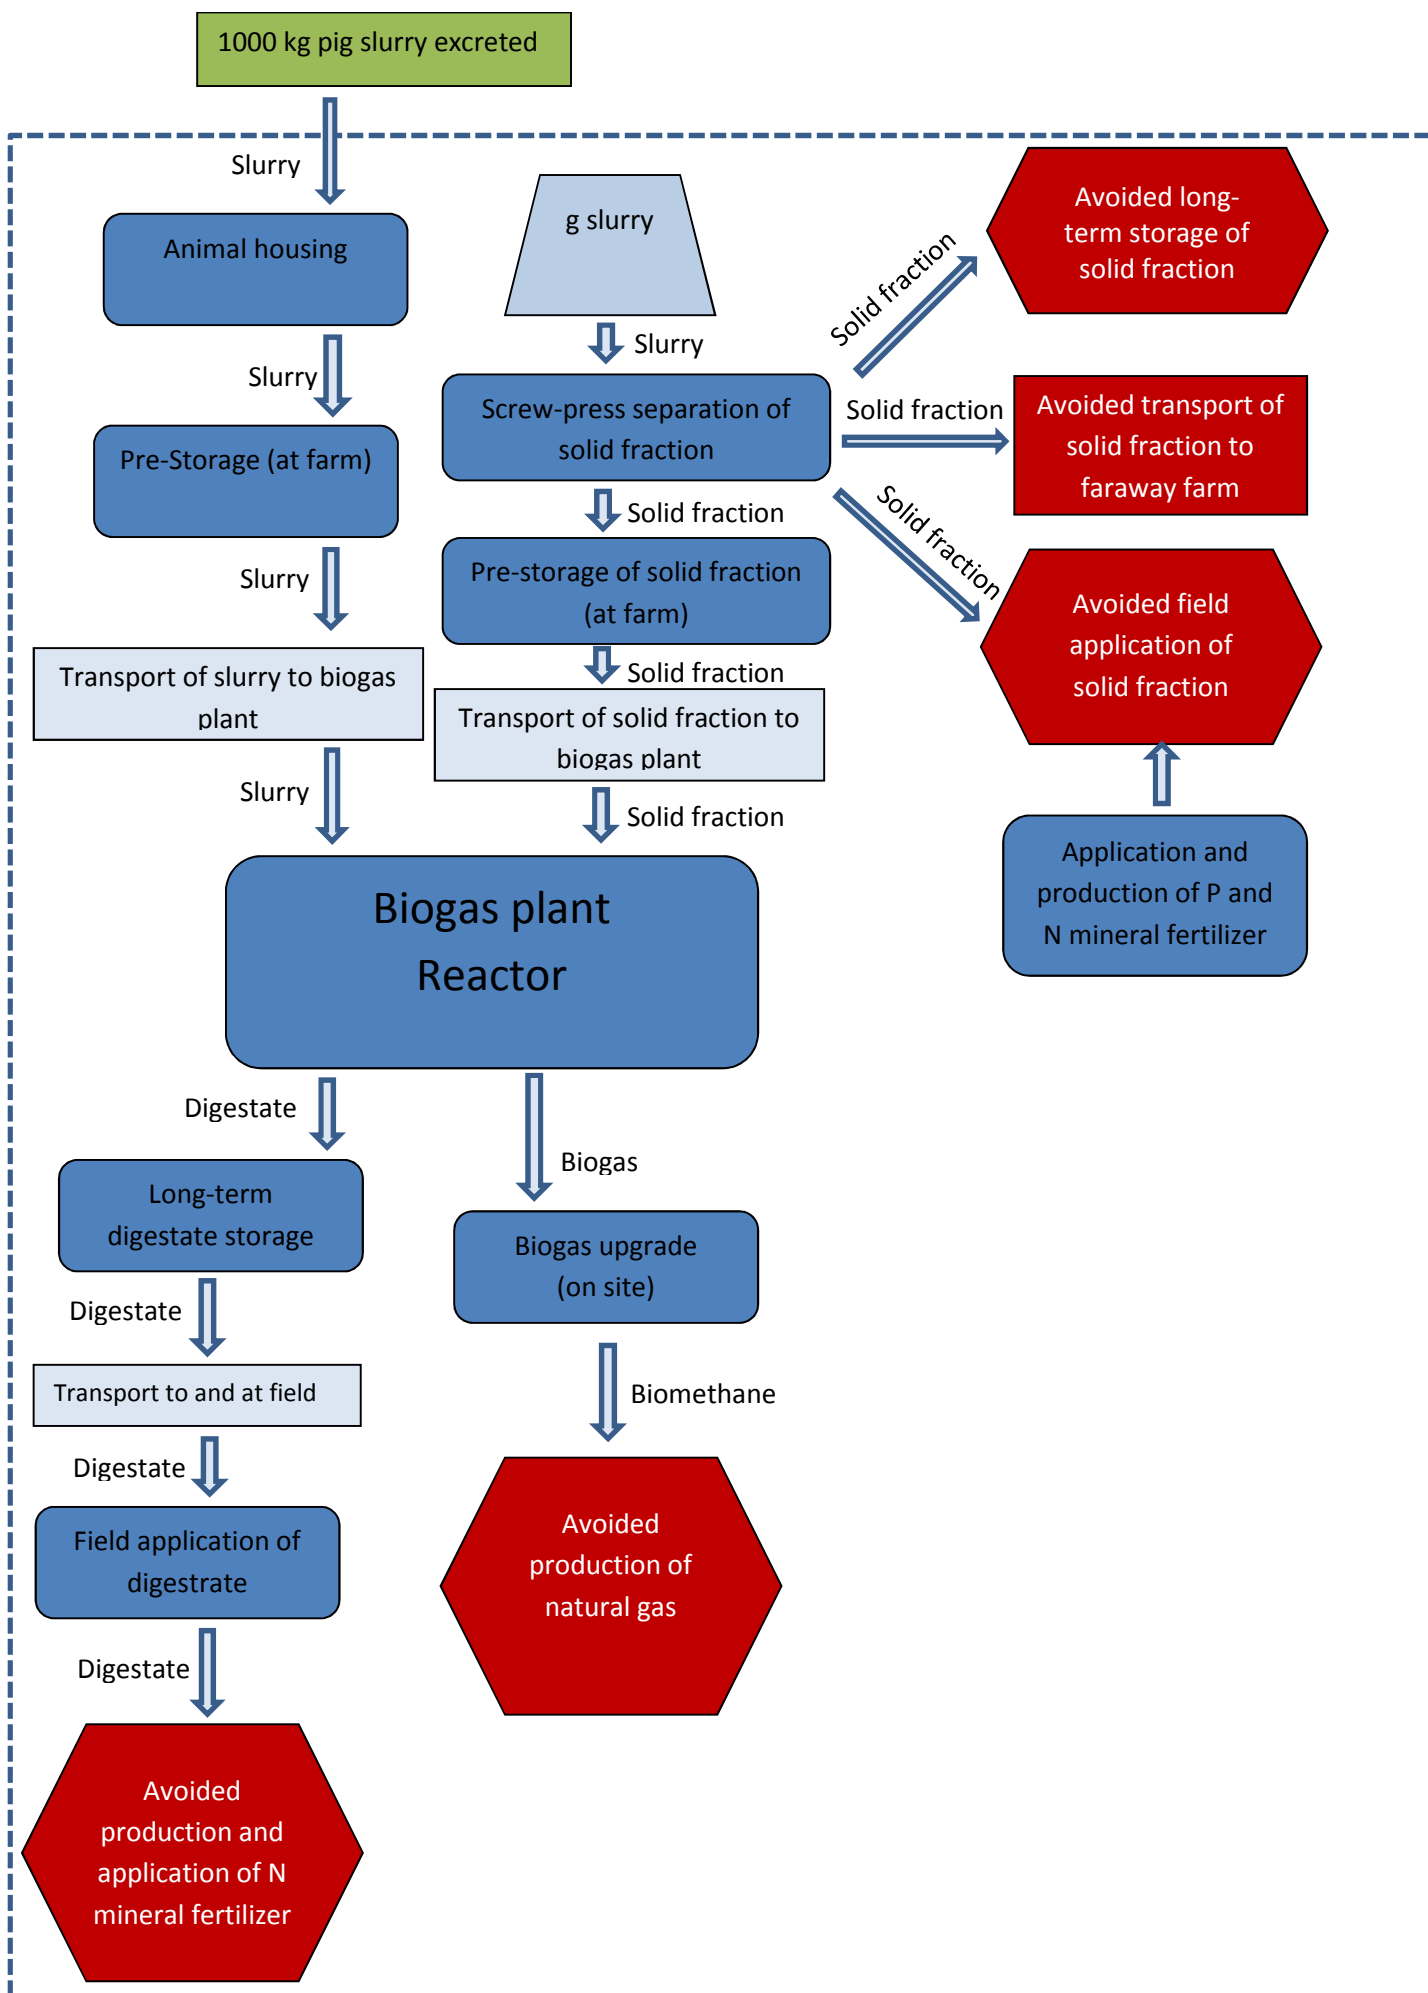 1000 kg pig slurry excreted
Slurry
Animal housing
Slurry
Pre-Storage (at farm)
Slurry
Transport of slurry to biogas
plant
Slurry
g slurry
Slurry
Screw-press separation of
solid fraction
Solid fraction
Pre-storage of solid fraction
(at farm)
Solid fraction
Transport of solid fraction to
biogas plant
Solid fraction
Solid fraction
Avoided long-
term storage of
solid fraction
Solid fraction
Avoided transport of
solid fraction to
faraway farm
Solid fraction
Avoided field
application of
solid fraction
Application and
production of P and
N mineral fertilizer
Biogas plant
Reactor
Digestate
Long-term
digestate storage
Digestate
Transport to and at field
Digestate
Field application of
digestrate
Digestate
Avoided
production and
application of N
mineral fertilizer
Biogas
Biogas upgrade
(on site)
Biomethane
Avoided
production of
natural gas